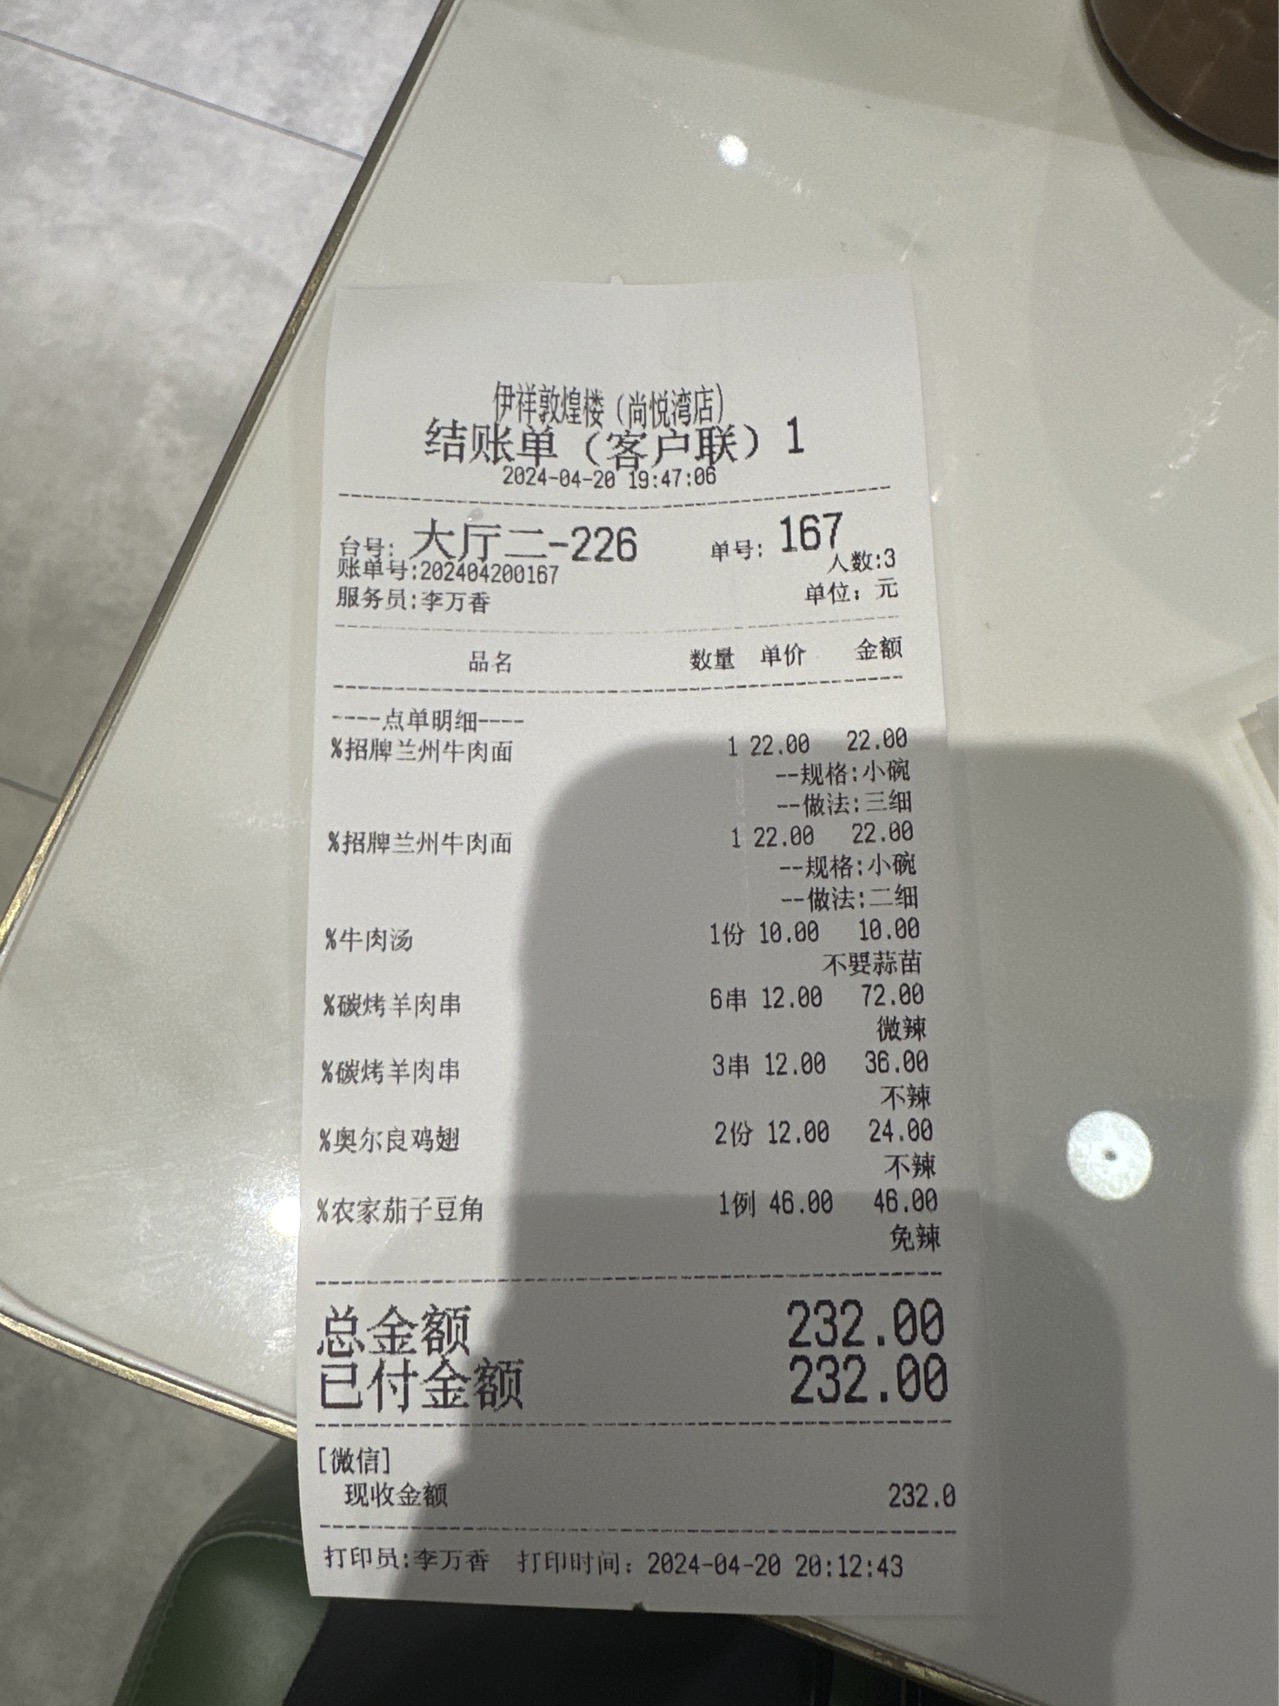 伊祥敦煌楼（尚悦湾店）
结账单（客户联）1
2024-04-20 19:47:06
台号: 大厅二-226 单号: 167
账单号:202404200167 人数:3
服务员:李万香 单位: 元
品名 数量 单价 金额
----点单明细----
%招牌兰州牛肉面 1 22.00 22.00
--规格:小碗
--做法:三细
%招牌兰州牛肉面 1 22.00 22.00
--规格:小碗
--做法:二细
%牛肉汤 1份 10.00 10.00
不要蒜苗
%碳烤羊肉串 6串 12.00 72.00
微辣
%碳烤羊肉串 3串 12.00 36.00
不辣
%奥尔良鸡翅 2份 12.00 24.00
不辣
%农家茄子豆角 1例 46.00 46.00
免辣
总金额 232.00
已付金额 232.00
[微信]
现收金额 232.0
打印员:李万香 打印时间: 2024-04-20 20:12:43